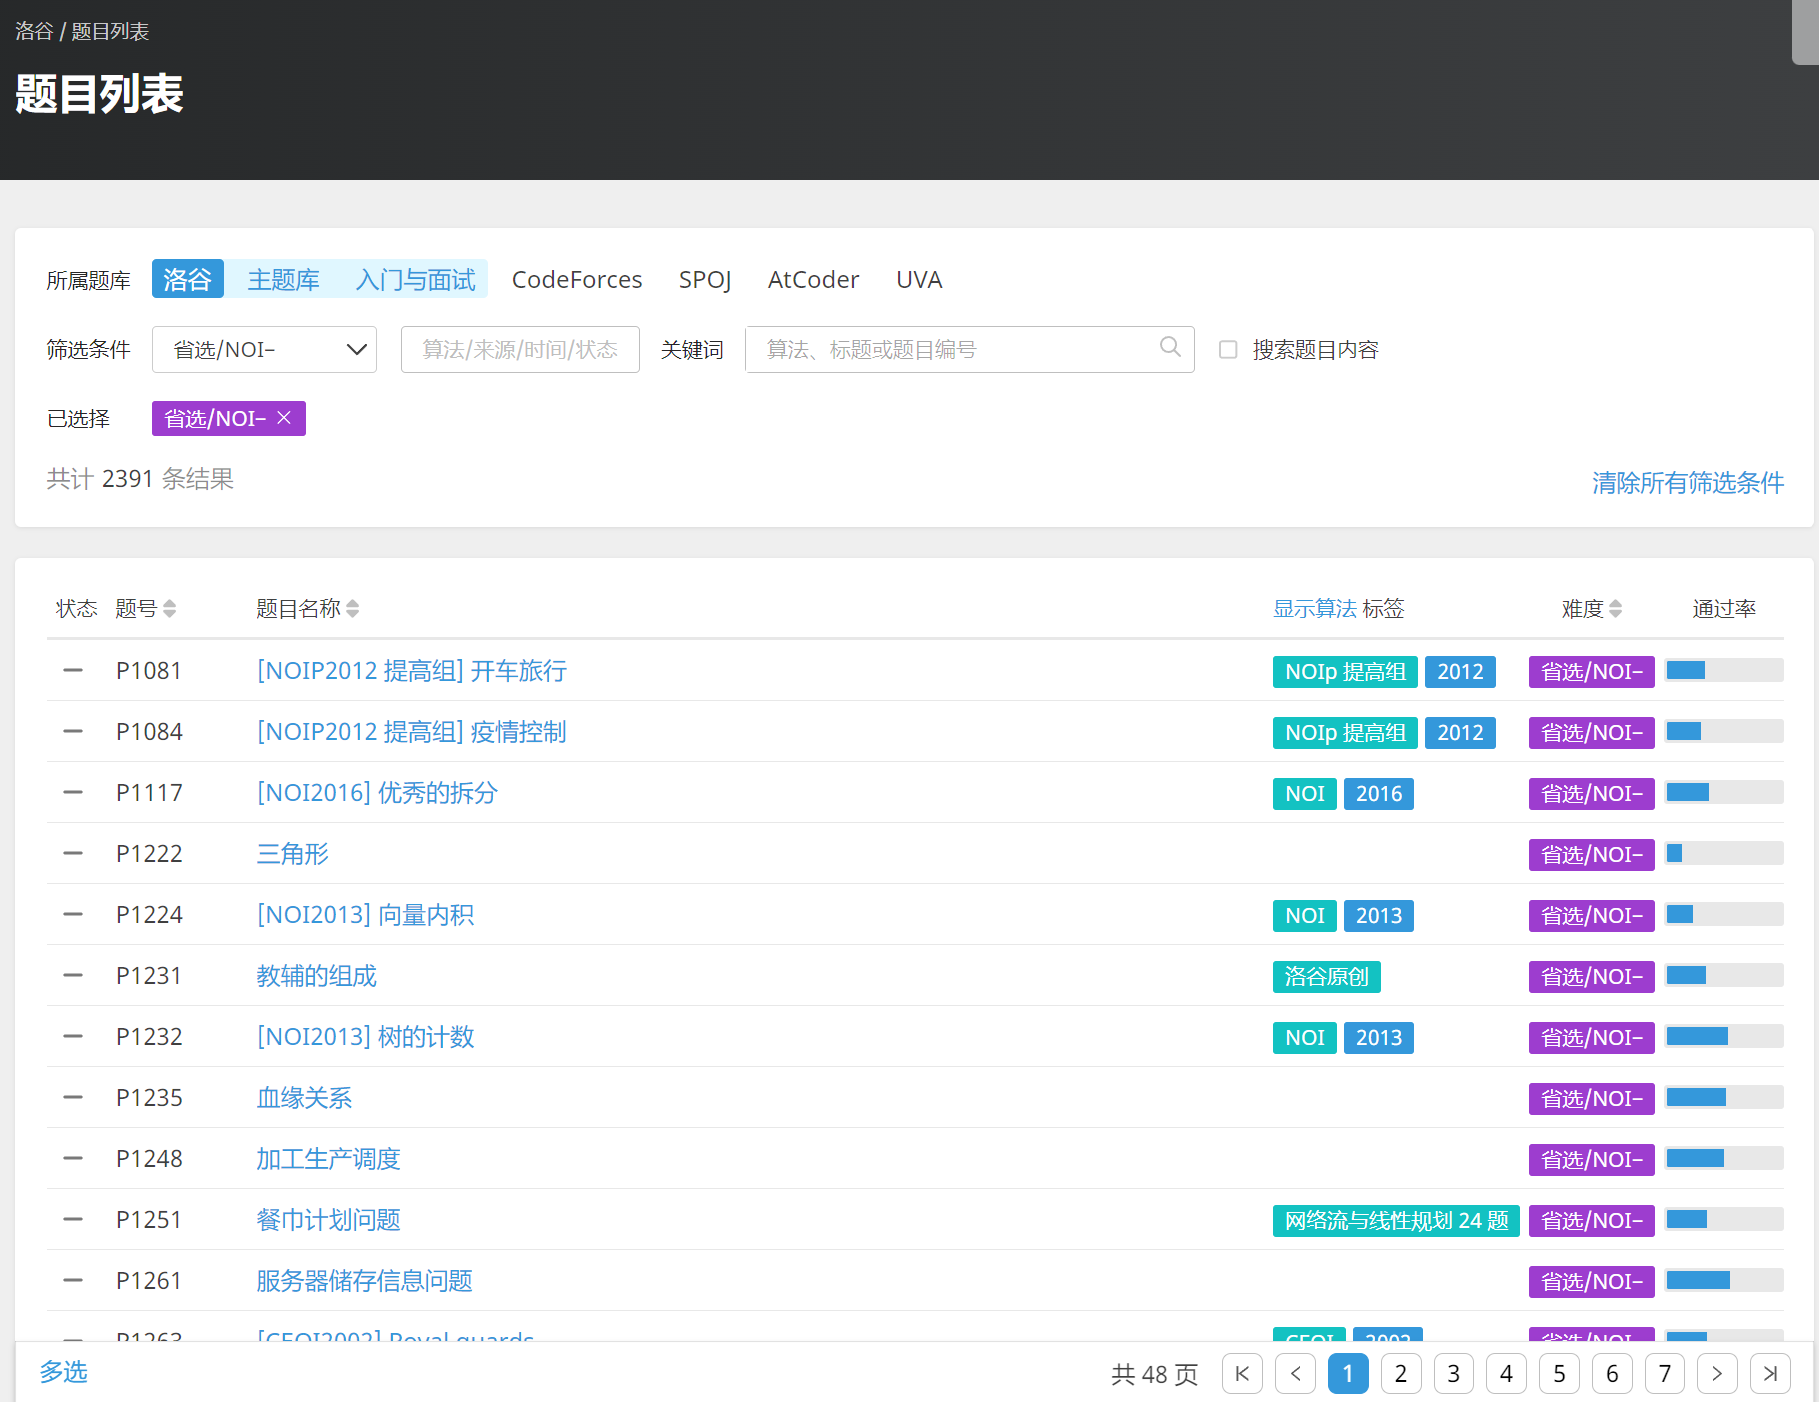 洛谷 / 题目列表
题目列表
所属题库 洛谷 主题库 入门与面试 CodeForces SPOJ AtCoder UVA
筛选条件 省选/NOI− 算法/来源/时间/状态 关键词 算法、标题或题目编号 搜索题目内容
已选择 省选/NOI−
共计 2391 条结果 清除所有筛选条件
状态 题号 题目名称 显示算法 标签 难度 通过率
P1081 [NOIP2012 提高组] 开车旅行 NOIp 提高组 2012 省选/NOI−
P1084 [NOIP2012 提高组] 疫情控制 NOIp 提高组 2012 省选/NOI−
P1117 [NOI2016] 优秀的拆分 NOI 2016 省选/NOI−
P1222 三角形 省选/NOI−
P1224 [NOI2013] 向量内积 NOI 2013 省选/NOI−
P1231 教辅的组成 洛谷原创 省选/NOI−
P1232 [NOI2013] 树的计数 NOI 2013 省选/NOI−
P1235 血缘关系 省选/NOI−
P1248 加工生产调度 省选/NOI−
P1251 餐巾计划问题 网络流与线性规划 24 题 省选/NOI−
P1261 服务器储存信息问题 省选/NOI−
P1263 [CEOI2002] Royal guards CEOI 2002 省选/NOI−
多选 共 48 页 1 2 3 4 5 6 7